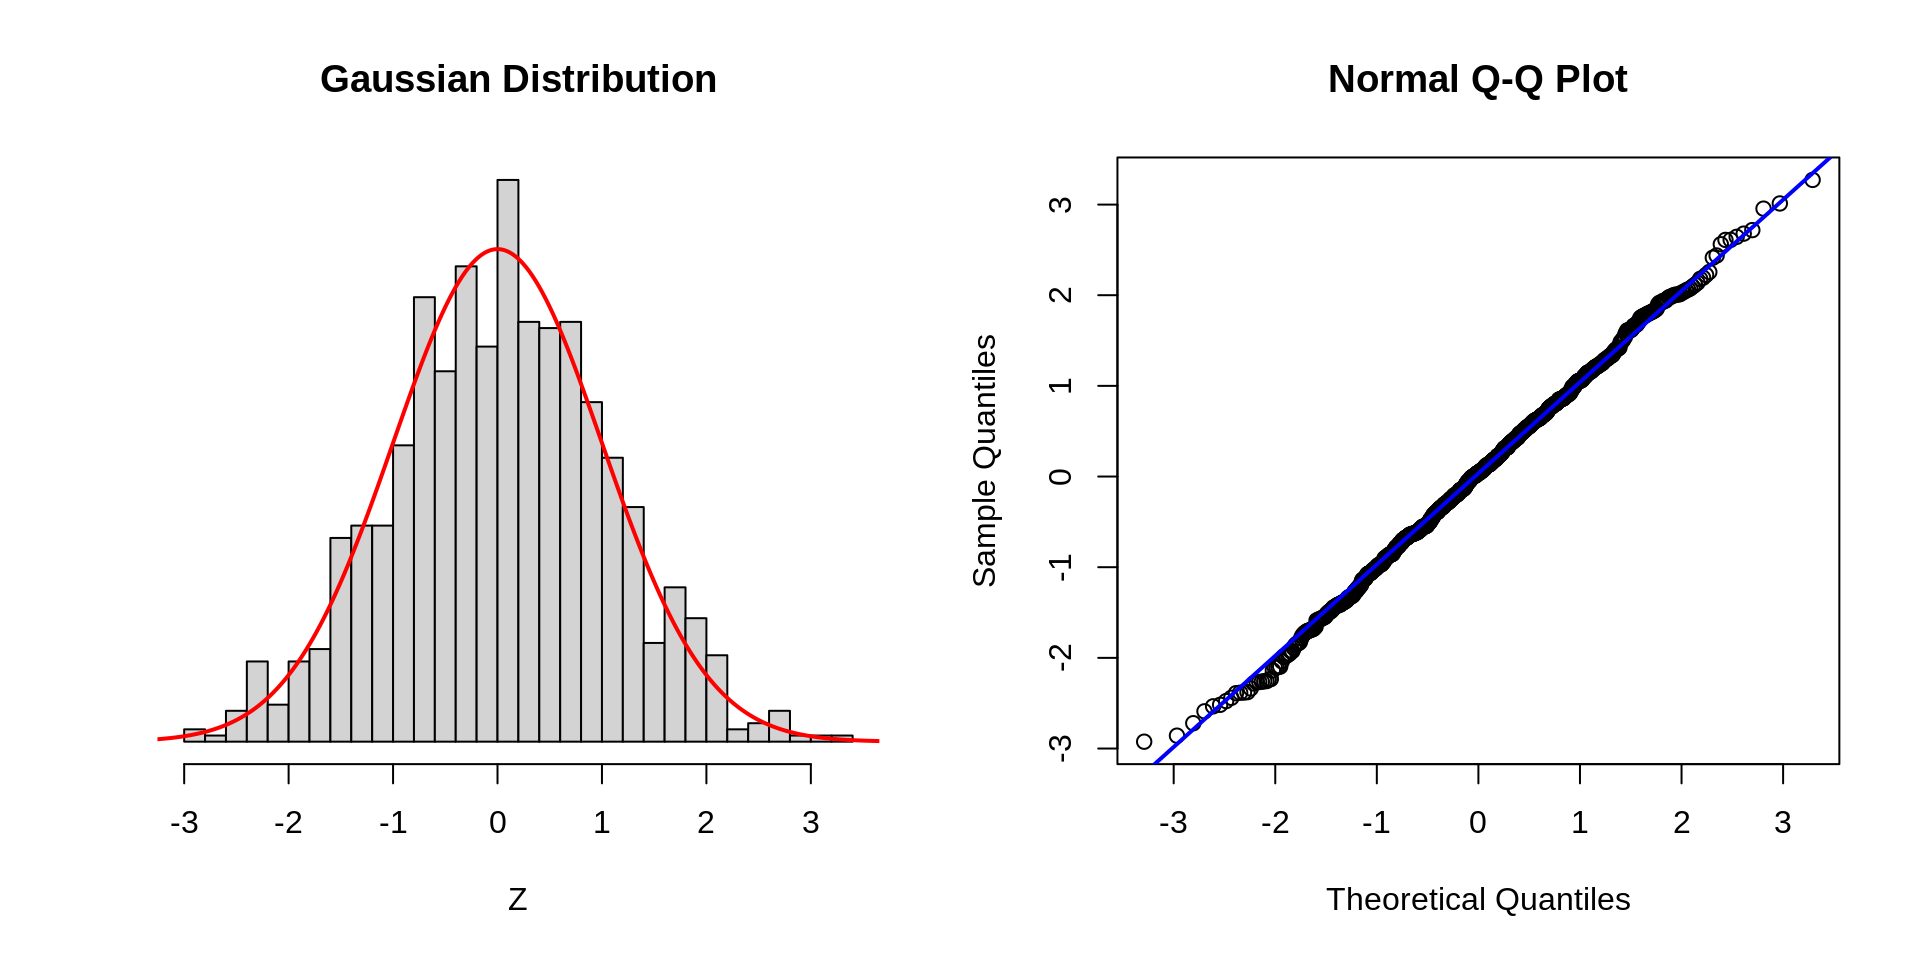 Gaussian Distribution
-3 -2 -1 0 1 2 3
Z
Normal Q-Q Plot
Sample Quantiles
3
2
1
0
-1
-2
-3
-3 -2 -1 0 1 2 3
Theoretical Quantiles